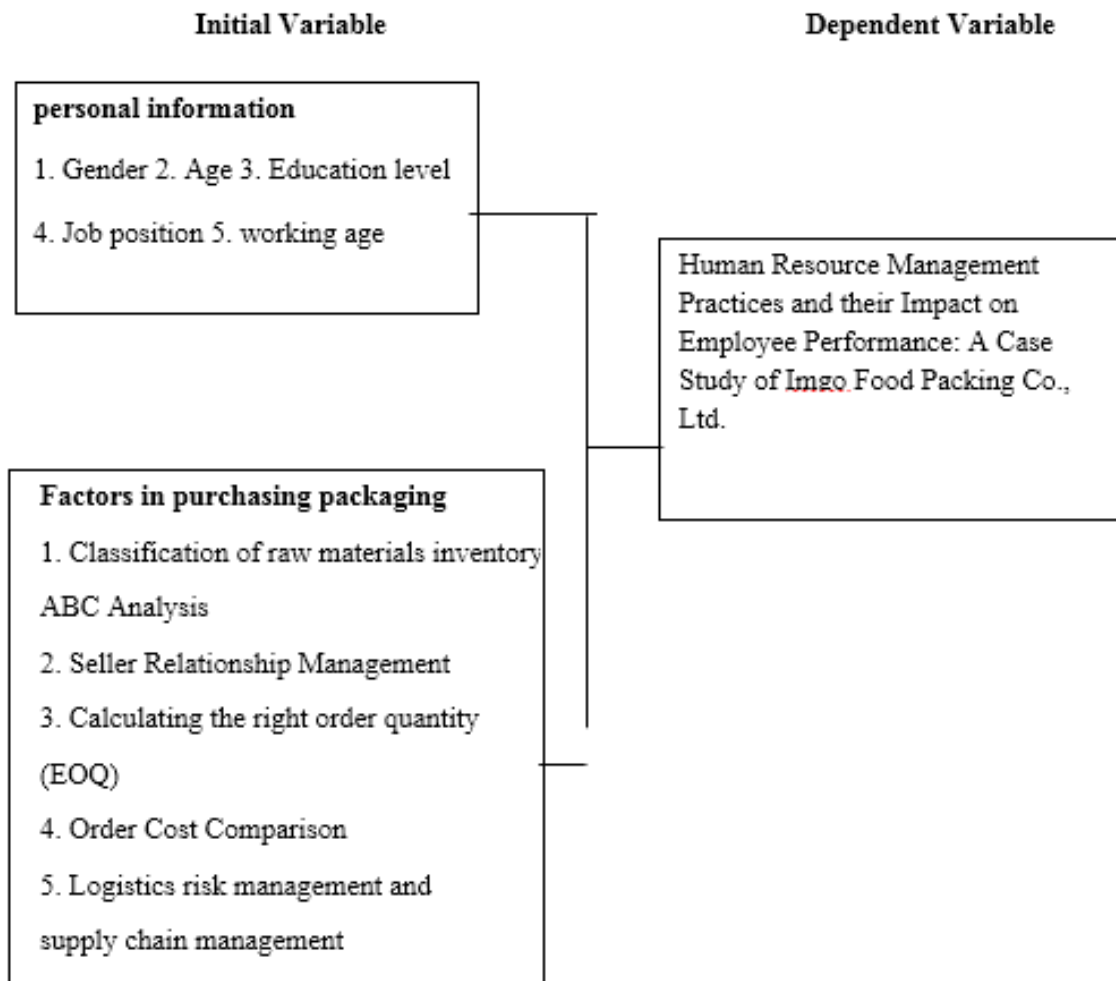 Initial Variable
Dependent Variable
personal information
1. Gender 2. Age 3. Education level
4. Job position 5. working age
Human Resource Management
Practices and their Impact on
Employee Performance: A Case
Study of Imgo Food Packing Co.,
Ltd.
Factors in purchasing packaging
1. Classification of raw materials inventory
ABC Analysis
2. Seller Relationship Management
3. Calculating the right order quantity
(EOQ)
4. Order Cost Comparison
5. Logistics risk management and
supply chain management